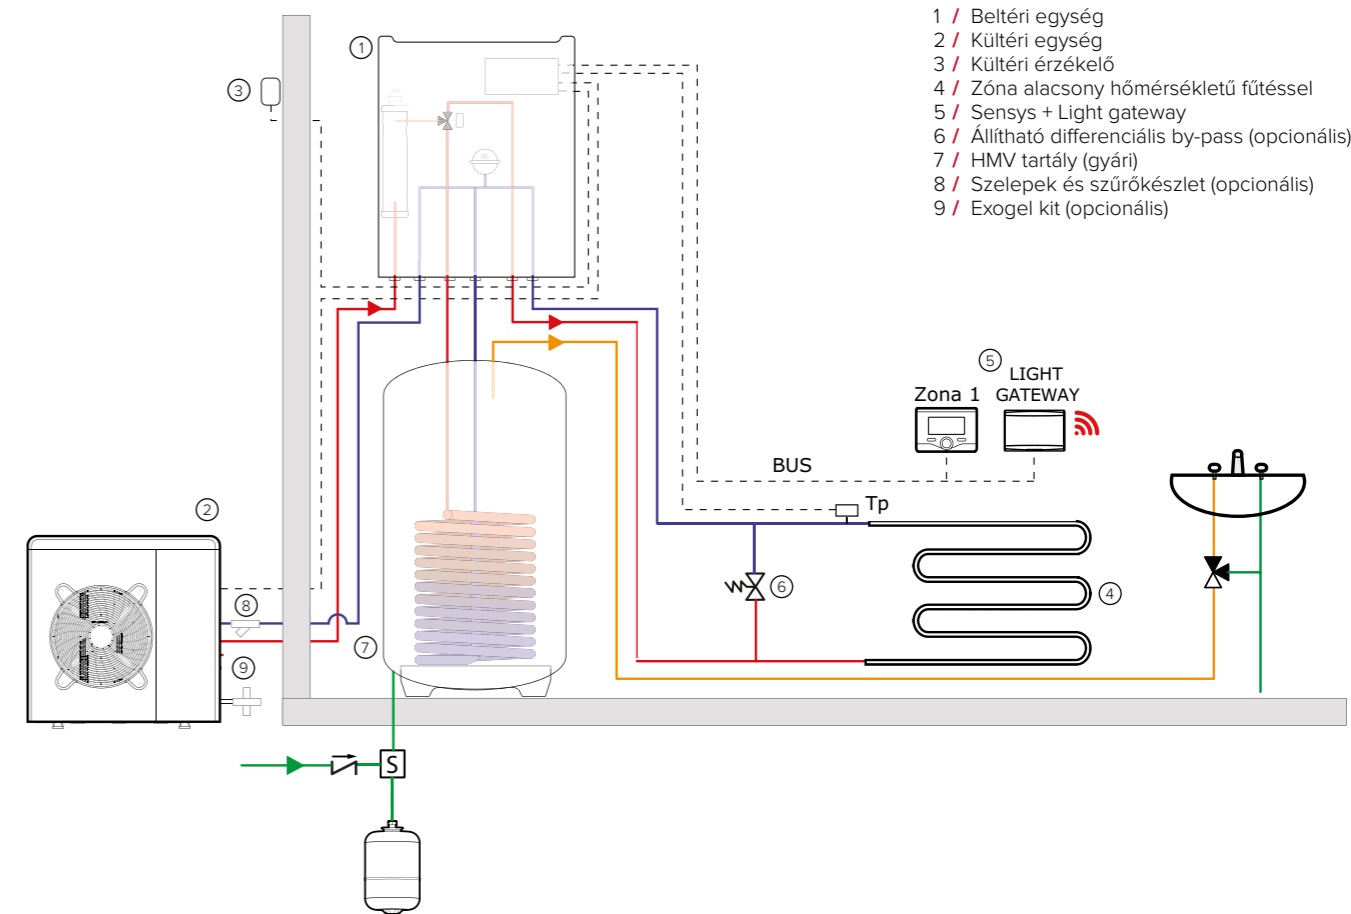 1 / Beltéri egység
2 / Kültéri egység
3 / Kültéri érzékelő
4 / Zóna alacsony hőmérsékletű fűtéssel
5 / Sensys + Light gateway
6 / Állítható differenciális by-pass (opcionális)
7 / HMV tartály (gyári)
8 / Szelepek és szűrőkészlet (opcionális)
9 / Exogel kit (opcionális)
1
3
5
LIGHT
Zona 1 GATEWAY
BUS
Tp
2
6
4
8
7
9
S